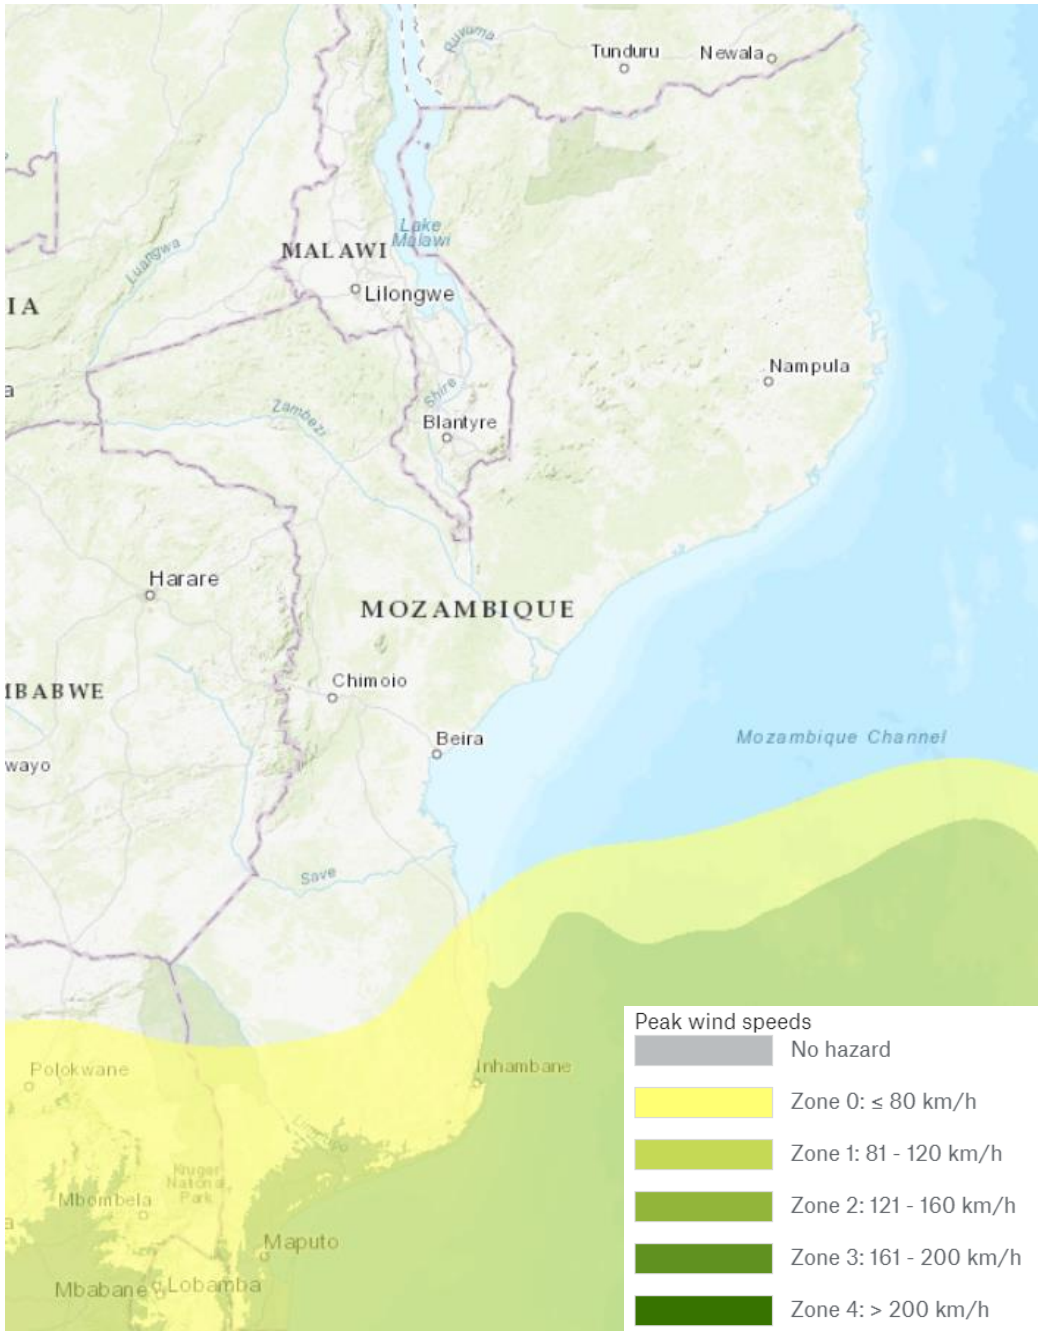 Ruvuma
Tunduru
Newala
Lake
Malawi
MALAWI
Luangwa
Lilongwe
IA
Nampula
a
Shire
Zambezi
Blantyre
Harare
MOZAMBIQUE
Chimoio
MBABWE
Beira
Mozambique Channel
wayo
Save
Peak wind speeds
No hazard
Polokwane
Inhambane
Zone 0: ≤ 80 km/h
Limpopo
Zone 1: 81 - 120 km/h
Kruger
National
Park
Mbombela
Zone 2: 121 - 160 km/h
a
Maputo
Zone 3: 161 - 200 km/h
Mbabane
Lobamba
Zone 4: > 200 km/h